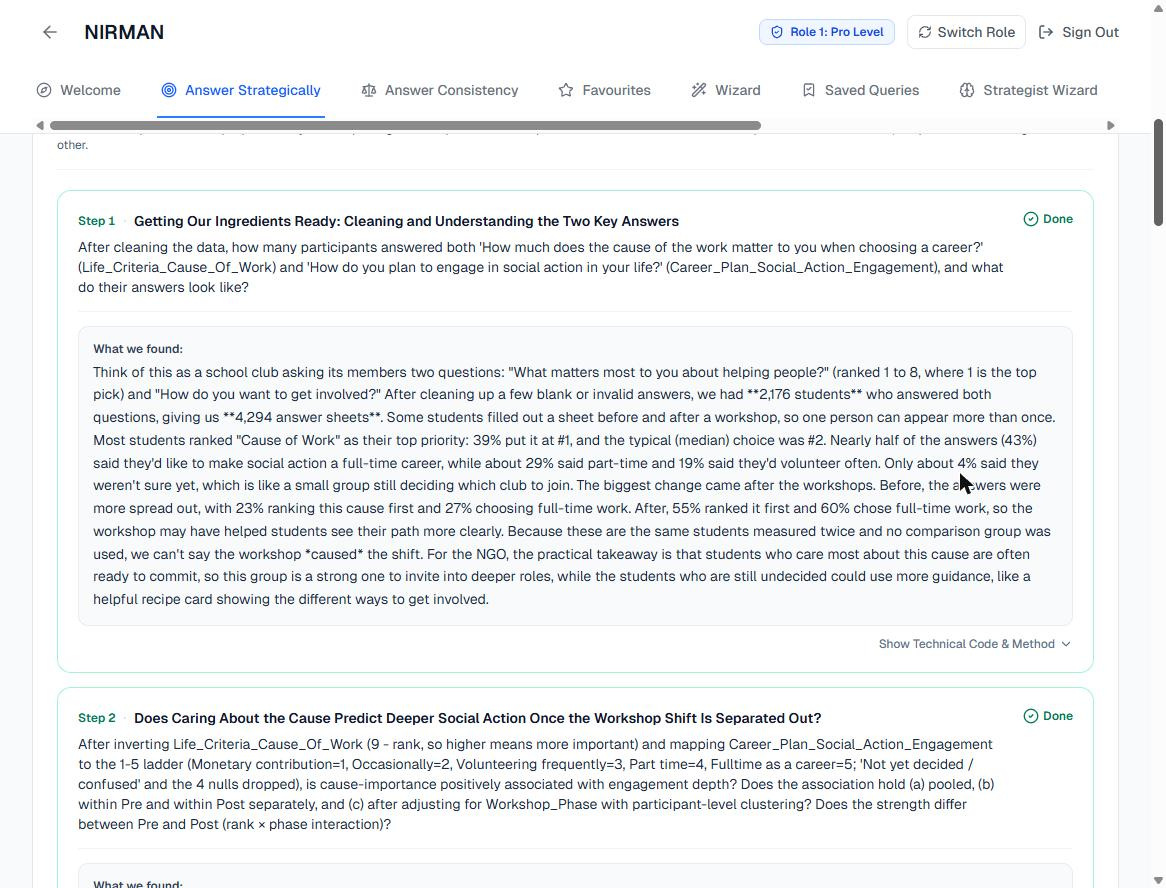 NIRMAN
Role 1: Pro Level
Switch Role
Sign Out
Welcome
Answer Strategically
Answer Consistency
Favourites
Wizard
Saved Queries
Strategist Wizard
other.
Step 1 · Getting Our Ingredients Ready: Cleaning and Understanding the Two Key Answers
Done
After cleaning the data, how many participants answered both 'How much does the cause of the work matter to you when choosing a career?'
(Life_Criteria_Cause_Of_Work) and 'How do you plan to engage in social action in your life?' (Career_Plan_Social_Action_Engagement), and what
do their answers look like?
What we found:
Think of this as a school club asking its members two questions: "What matters most to you about helping people?" (ranked 1 to 8, where 1 is the top
pick) and "How do you want to get involved?" After cleaning up a few blank or invalid answers, we had **2,176 students** who answered both
questions, giving us **4,294 answer sheets**. Some students filled out a sheet before and after a workshop, so one person can appear more than once.
Most students ranked "Cause of Work" as their top priority: 39% put it at #1, and the typical (median) choice was #2. Nearly half of the answers (43%)
said they'd like to make social action a full-time career, while about 29% said part-time and 19% said they'd volunteer often. Only about 4% said they
weren't sure yet, which is like a small group still deciding which club to join. The biggest change came after the workshops. Before, the answers were
more spread out, with 23% ranking this cause first and 27% choosing full-time work. After, 55% ranked it first and 60% chose full-time work, so the
workshop may have helped students see their path more clearly. Because these are the same students measured twice and no comparison group was
used, we can't say the workshop *caused* the shift. For the NGO, the practical takeaway is that students who care most about this cause are often
ready to commit, so this group is a strong one to invite into deeper roles, while the students who are still undecided could use more guidance, like a
helpful recipe card showing the different ways to get involved.
Show Technical Code & Method
Step 2 · Does Caring About the Cause Predict Deeper Social Action Once the Workshop Shift Is Separated Out?
Done
After inverting Life_Criteria_Cause_Of_Work (9 - rank, so higher means more important) and mapping Career_Plan_Social_Action_Engagement
to the 1-5 ladder (Monetary contribution=1, Occasionally=2, Volunteering frequently=3, Part time=4, Fulltime as a career=5; 'Not yet decided /
confused' and the 4 nulls dropped), is cause-importance positively associated with engagement depth? Does the association hold (a) pooled, (b)
within Pre and within Post separately, and (c) after adjusting for Workshop_Phase with participant-level clustering? Does the strength differ
between Pre and Post (rank × phase interaction)?
What we found: